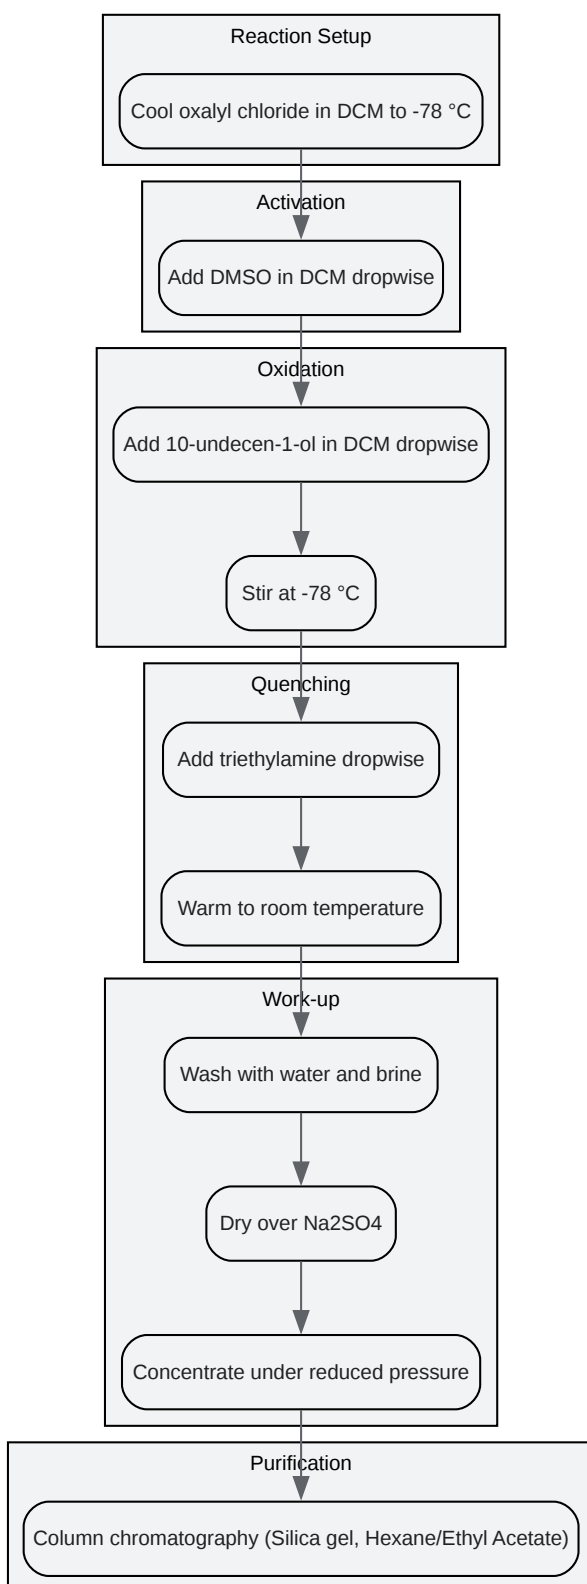 Reaction Setup
Cool oxalyl chloride in DCM to -78 °C
Activation
Add DMSO in DCM dropwise
Oxidation
Add 10-undecen-1-ol in DCM dropwise
Stir at -78 °C
Quenching
Add triethylamine dropwise
Warm to room temperature
Work-up
Wash with water and brine
Dry over Na2SO4
Concentrate under reduced pressure
Purification
Column chromatography (Silica gel, Hexane/Ethyl Acetate)